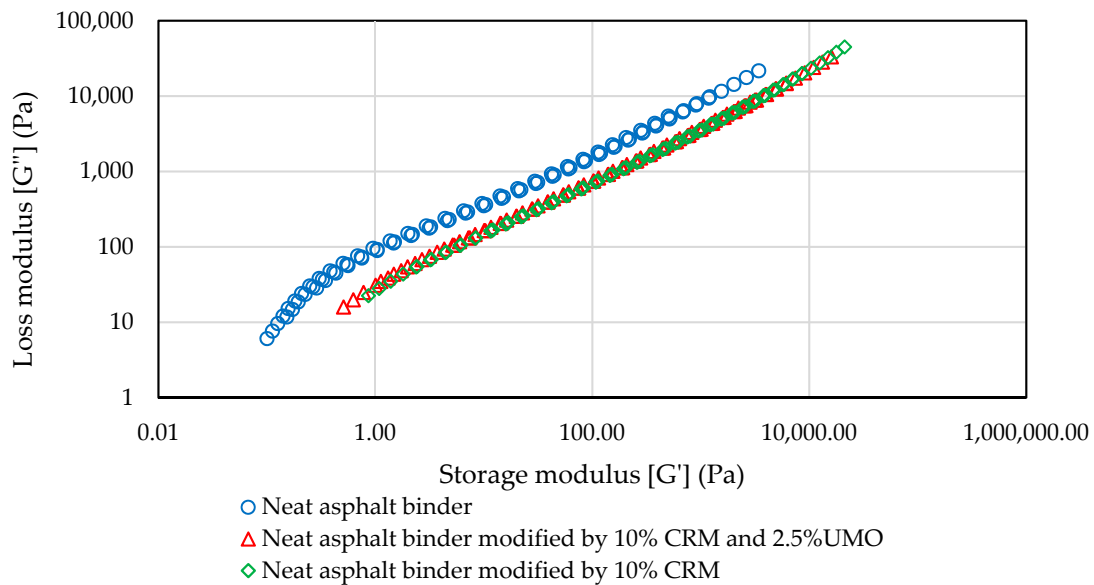 100,000
10,000
1,000
100
10
1
Loss modulus [G"] (Pa)
0.01 1.00 100.00 10,000.00 1,000,000.00
Storage modulus [G'] (Pa)
Neat asphalt binder
Neat asphalt binder modified by 10% CRM and 2.5%UMO
Neat asphalt binder modified by 10% CRM